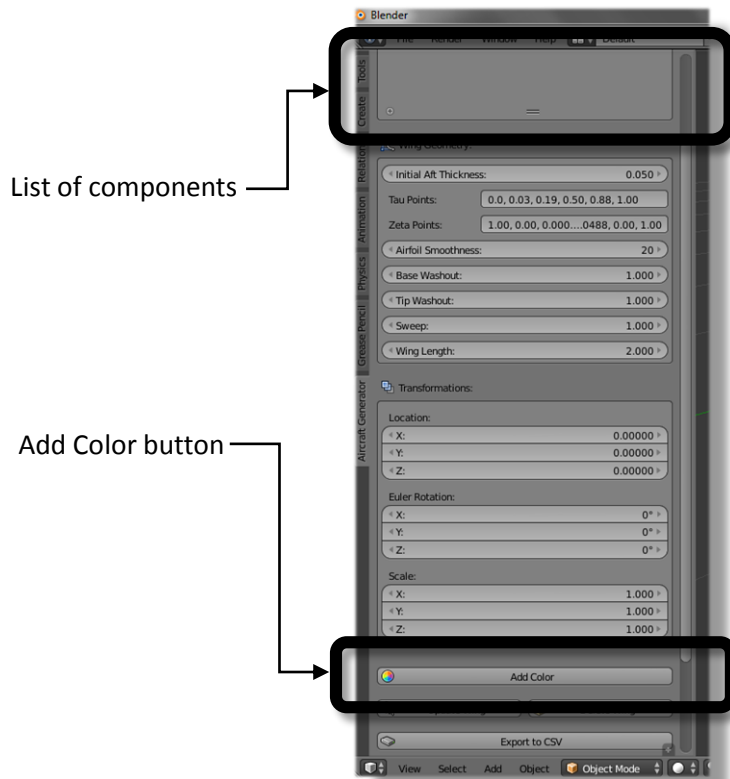 Blender
File Render Window Help Default
Tools
Create
Relation
Animation
Physics
Grease Pencil
Aircraft Generator
List of components
Wing Geometry:
Initial Aft Thickness: 0.050
Tau Points: 0.0, 0.03, 0.19, 0.50, 0.88, 1.00
Zeta Points: 1.00, 0.00, 0.000....0488, 0.00, 1.00
Airfoil Smoothness: 20
Base Washout: 1.000
Tip Washout: 1.000
Sweep: 1.000
Wing Length: 2.000
Transformations:
Location:
X: 0.00000
Y: 0.00000
Z: 0.00000
Add Color button
Euler Rotation:
X: 0°
Y: 0°
Z: 0°
Scale:
X: 1.000
Y: 1.000
Z: 1.000
Add Color
Export to CSV
View Select Add Object Object Mode